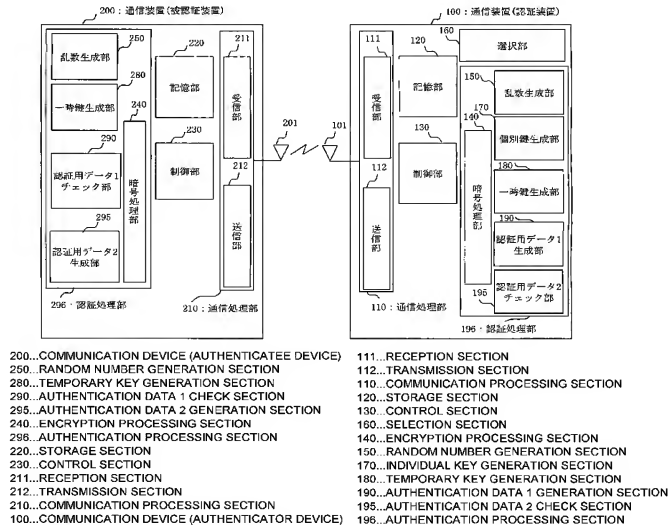 200：通信装置(被認証装置)
250
乱数生成部
280
一時鍵生成部
240
290
認証用データ1
チェック部
暗号処理部
295
認証用データ2
生成部
296：認証処理部
220
記憶部
230
制御部
211
受信部
212
送信部
210：通信処理部
201
101
100：通信装置(認証装置)
111
受信部
112
送信部
110：通信処理部
120
記憶部
130
制御部
160
選択部
150
乱数生成部
170
140
個別鍵生成部
180
暗号処理部
一時鍵生成部
190
認証用データ1
生成部
195
認証用データ2
チェック部
196：認証処理部
200...COMMUNICATION DEVICE (AUTHENTICATEE DEVICE)
250...RANDOM NUMBER GENERATION SECTION
280...TEMPORARY KEY GENERATION SECTION
290...AUTHENTICATION DATA 1 CHECK SECTION
295...AUTHENTICATION DATA 2 GENERATION SECTION
240...ENCRYPTION PROCESSING SECTION
296...AUTHENTICATION PROCESSING SECTION
220...STORAGE SECTION
230...CONTROL SECTION
211...RECEPTION SECTION
212...TRANSMISSION SECTION
210...COMMUNICATION PROCESSING SECTION
100...COMMUNICATION DEVICE (AUTHENTICATOR DEVICE)
111...RECEPTION SECTION
112...TRANSMISSION SECTION
110...COMMUNICATION PROCESSING SECTION
120...STORAGE SECTION
130...CONTROL SECTION
160...SELECTION SECTION
140...ENCRYPTION PROCESSING SECTION
150...RANDOM NUMBER GENERATION SECTION
170...INDIVIDUAL KEY GENERATION SECTION
180...TEMPORARY KEY GENERATION SECTION
190...AUTHENTICATION DATA 1 GENERATION SECTION
195...AUTHENTICATION DATA 2 CHECK SECTION
196...AUTHENTICATION PROCESSING SECTION